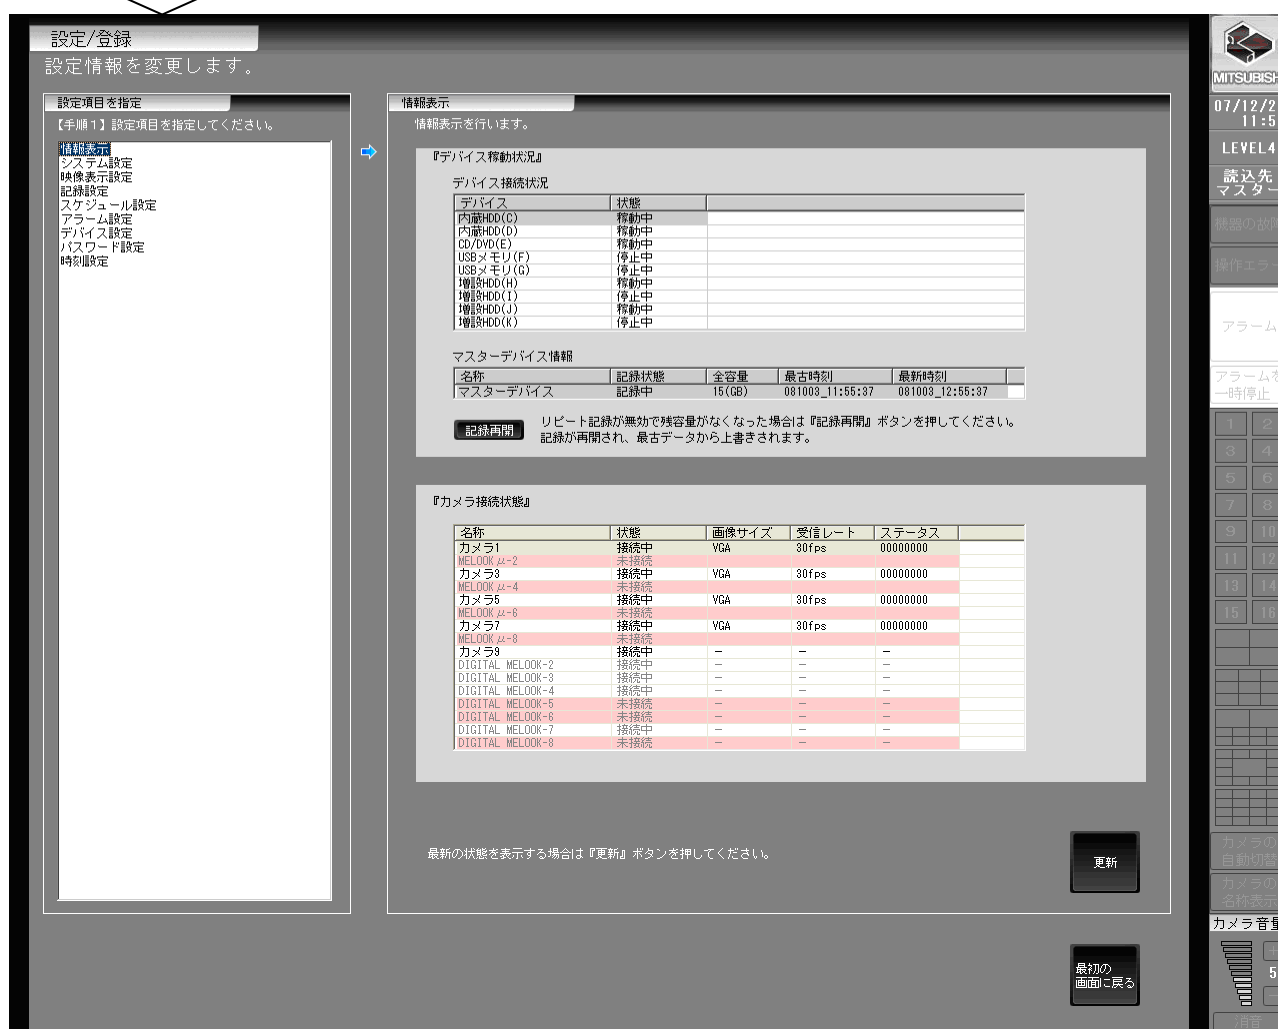 設定/登録
設定情報を変更します。
設定項目を指定
【手順１】設定項目を指定してください。
情報表示
システム設定
映像表示設定
記録設定
スケジュール設定
アラーム設定
デバイス設定
パスワード設定
時刻設定
情報表示
情報表示を行います。
『デバイス稼動状況』
デバイス接続状況
デバイス 状態
内蔵HDD(C) 稼動中
内蔵HDD(D) 稼動中
CD/DVD(E) 稼動中
USBメモリ(F) 停止中
USBメモリ(G) 停止中
増設HDD(H) 稼動中
増設HDD(I) 停止中
増設HDD(J) 稼動中
増設HDD(K) 停止中
マスターデバイス情報
名称 記録状態 全容量 最古時刻 最新時刻
マスターデバイス 記録中 15(GB) 081003_11:55:37 081003_12:55:37
記録再開
リピート記録が無効で残容量がなくなった場合は『記録再開』ボタンを押してください。
記録が再開され、最古データから上書きされます。
『カメラ接続状態』
名称 状態 画像サイズ 受信レート ステータス
カメラ1 接続中 VGA 30fps 00000000
MELOOKμ-2 未接続
カメラ3 接続中 VGA 30fps 00000000
MELOOKμ-4 未接続
カメラ5 接続中 VGA 30fps 00000000
MELOOKμ-6 未接続
カメラ7 接続中 VGA 30fps 00000000
MELOOKμ-8 未接続
カメラ9 接続中 － － －
DIGITAL MELOOK-2 接続中 － － －
DIGITAL MELOOK-3 接続中 － － －
DIGITAL MELOOK-4 接続中 － － －
DIGITAL MELOOK-5 未接続 － － －
DIGITAL MELOOK-6 未接続 － － －
DIGITAL MELOOK-7 接続中 － － －
DIGITAL MELOOK-8 未接続 － － －
最新の状態を表示する場合は『更新』ボタンを押してください。
更新
最初の
画面に戻る
MITSUBISH
07/12/2
11:5
LEVEL4
読込先
マスター
機器の故障
操作エラー
アラーム
アラームを
一時停止
1 2
3 4
5 6
7 8
9 10
11 12
13 14
15 16
カメラの
自動切替
カメラの
名称表示
カメラ音量
+
5
-
消音